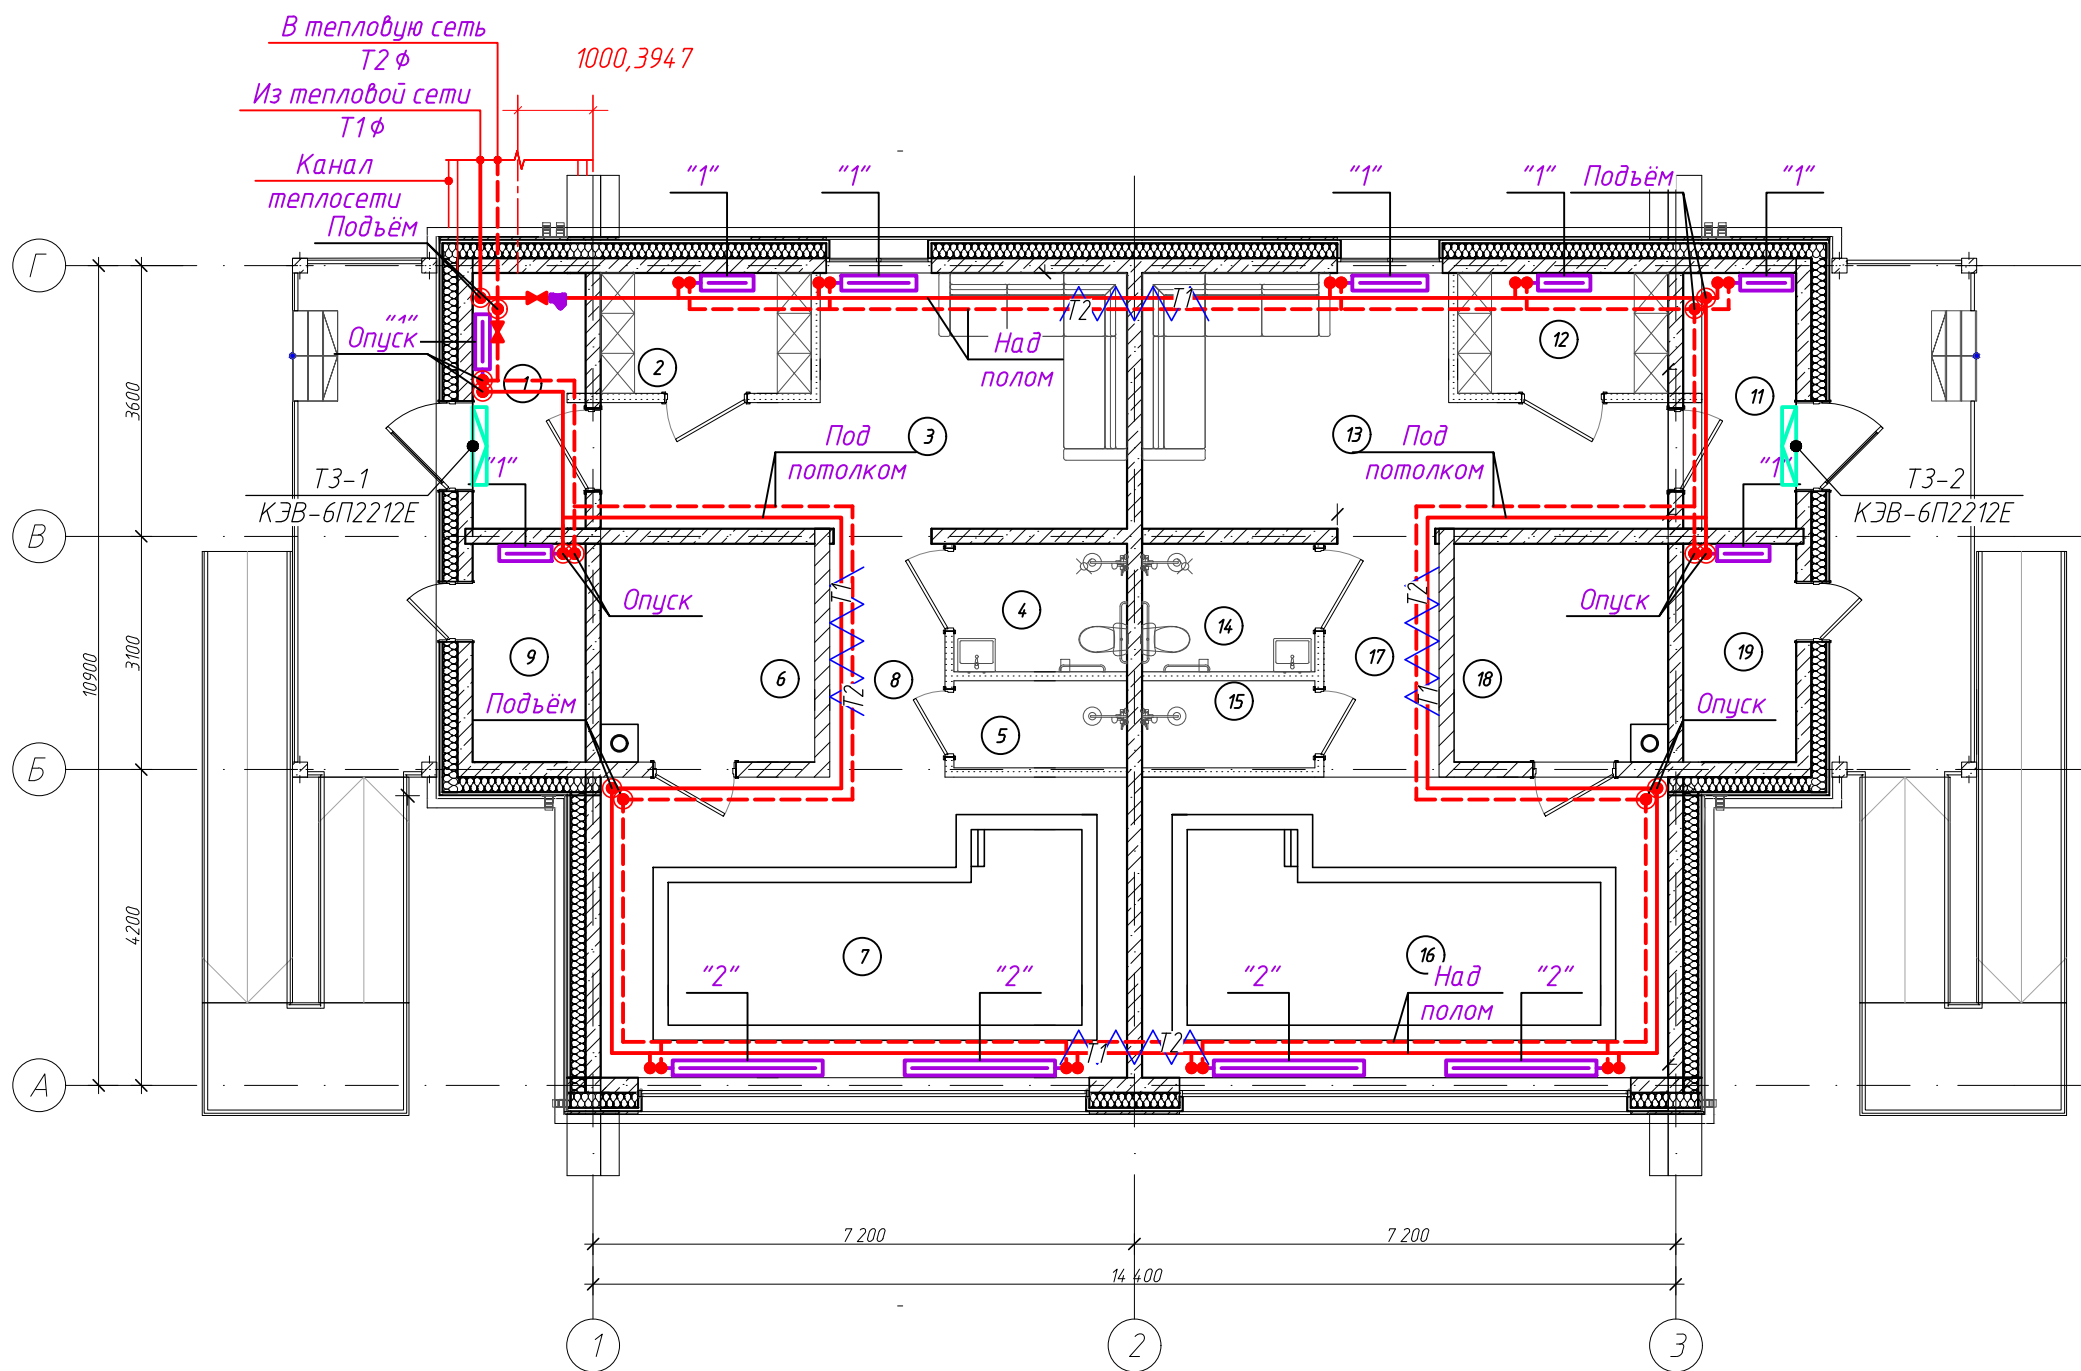 В тепловую сеть
Т2 ф
1000,3947
Из тепловой сети
Т1ф
Канал
теплосети
Подъём
"1"
"1"
"1"
"1"
Подъём
"1"
Г
Т2
Т1
"1"
Опуск
Над
полом
1
2
12
11
3600
3
13
Под
потолком
Под
потолком
"1"
"1"
ТЗ-1
КЭВ-6П2212Е
ТЗ-2
КЭВ-6П2212Е
В
Опуск
Т1
Т2
Опуск
4
14
9
6
8
17
18
19
3100
10900
Подъём
Т2
Т1
15
Опуск
5
Б
4200
7
16
"2"
"2"
"2"
Над
полом
"2"
Т1
Т2
А
7 200
7 200
14 400
1
2
3